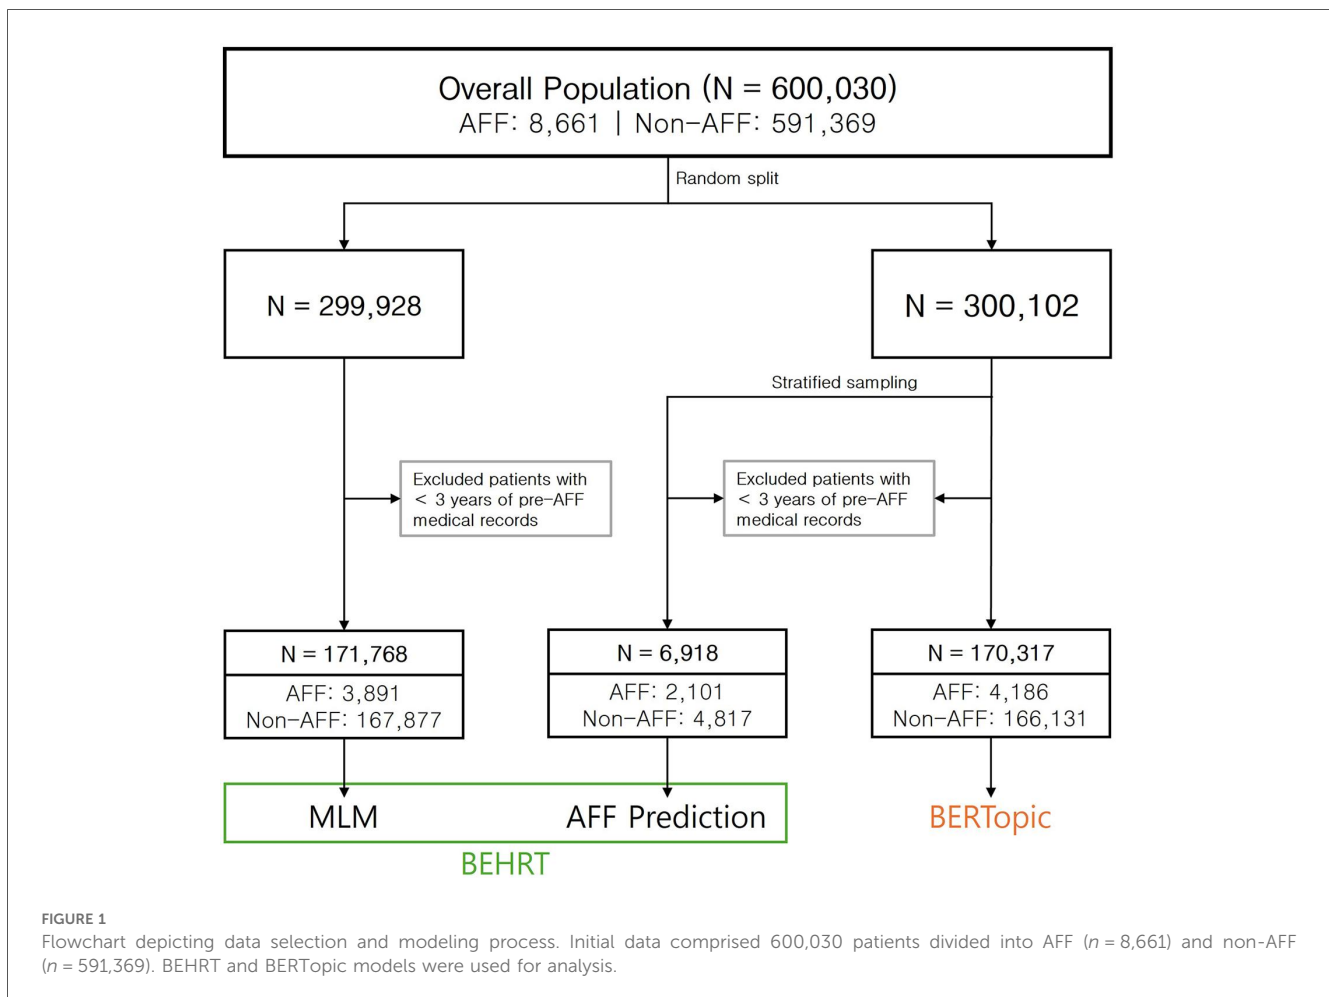 Overall Population (N = 600,030)
AFF: 8,661 | Non-AFF: 591,369
Random split
N = 299,928
N = 300,102
Stratified sampling
Excluded patients with
< 3 years of pre-AFF
medical records
Excluded patients with
< 3 years of pre-AFF
medical records
N = 171,768
AFF: 3,891
Non-AFF: 167,877
N = 6,918
AFF: 2,101
Non-AFF: 4,817
N = 170,317
AFF: 4,186
Non-AFF: 166,131
MLM
AFF Prediction
BERTopic
BEHRT
FIGURE 1
Flowchart depicting data selection and modeling process. Initial data comprised 600,030 patients divided into AFF (n = 8,661) and non-AFF
(n = 591,369). BEHRT and BERTopic models were used for analysis.